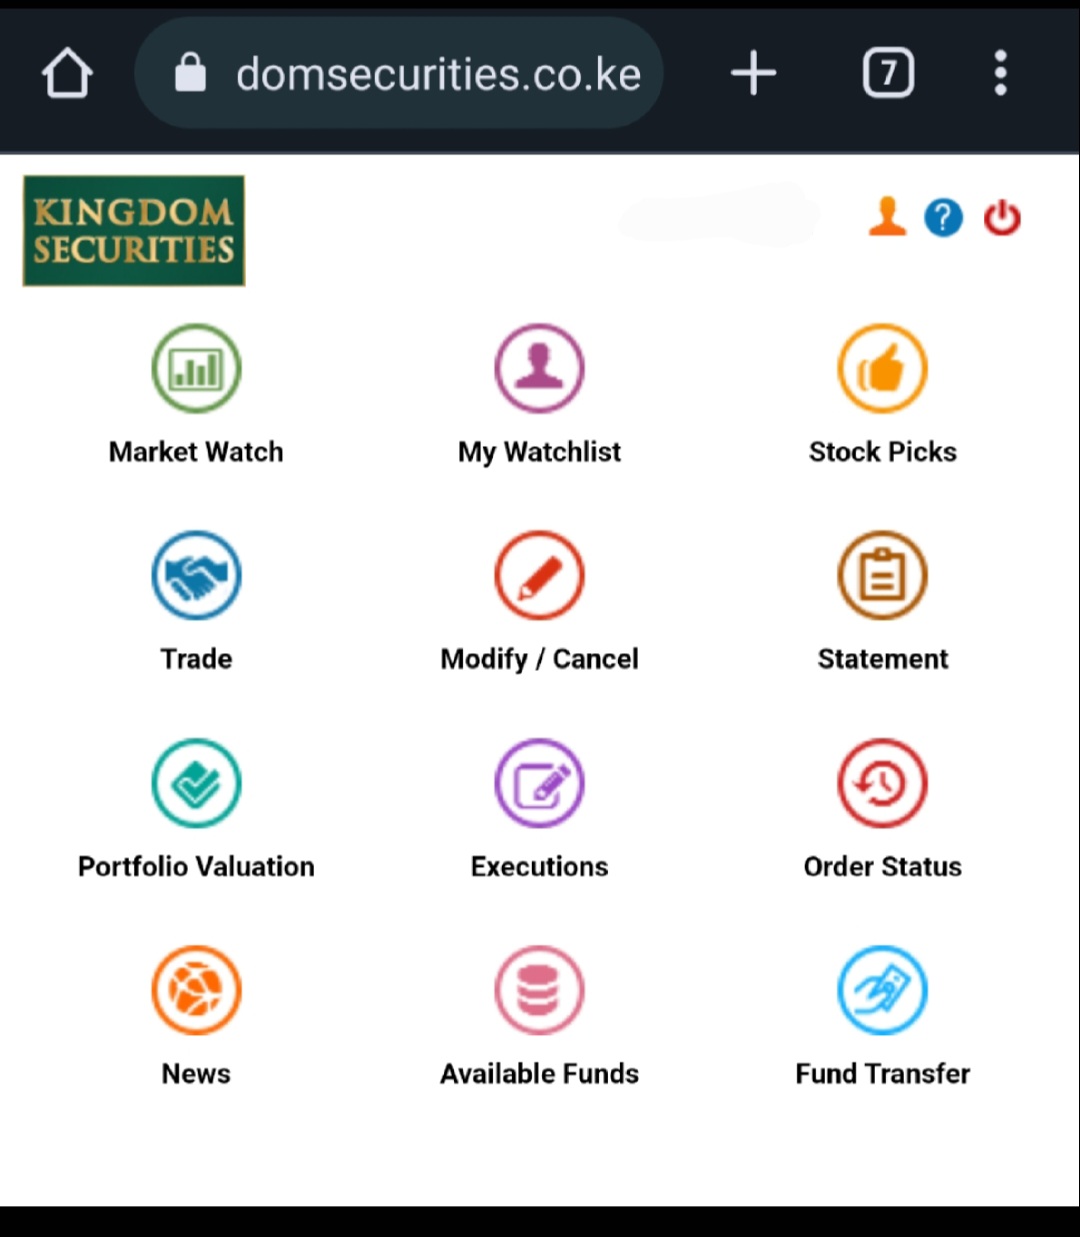 domsecurities.co.ke
7
KINGDOM
SECURITIES
?
Market Watch
My Watchlist
Stock Picks
Trade
Modify / Cancel
Statement
Portfolio Valuation
Executions
Order Status
News
Available Funds
Fund Transfer